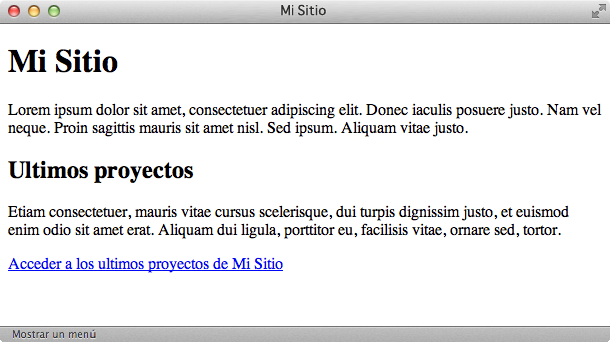 Mi Sitio
Mi Sitio
Lorem ipsum dolor sit amet, consectetuer adipiscing elit. Donec iaculis posuere justo. Nam vel
neque. Proin sagittis mauris sit amet nisl. Sed ipsum. Aliquam vitae justo.
Ultimos proyectos
Etiam consectetuer, mauris vitae cursus scelerisque, dui turpis dignissim justo, et euismod
enim odio sit amet erat. Aliquam dui ligula, porttitor eu, facilisis vitae, ornare sed, tortor.
Acceder a los ultimos proyectos de Mi Sitio
Mostrar un menú